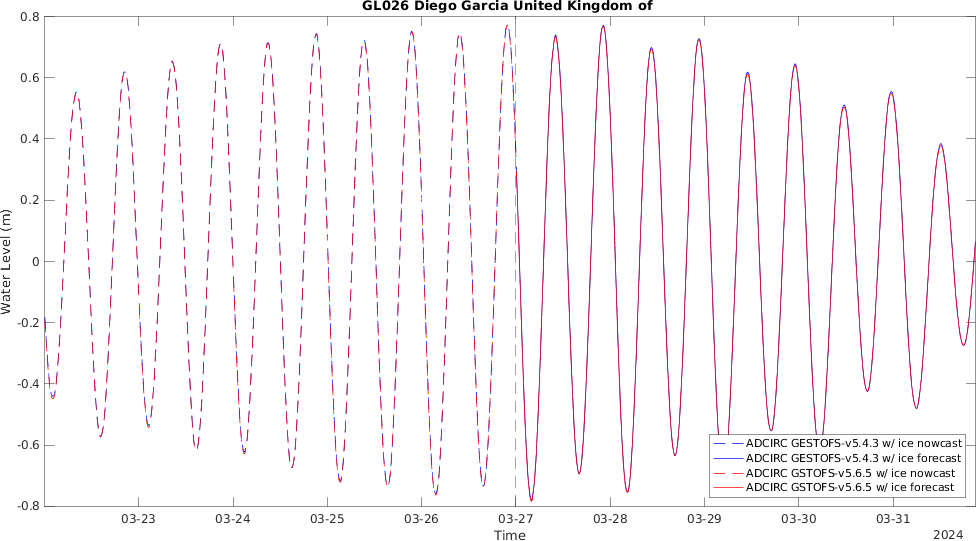 GL026 Diego Garcia United Kingdom of
0.8
0.6
0.4
0.2
0
-0.2
-0.4
-0.6
-0.8
Water Level (m)
ADCIRC GESTOFS-v5.4.3 w/ ice nowcast
ADCIRC GESTOFS-v5.4.3 w/ ice forecast
ADCIRC GSTOFS-v5.6.5 w/ ice nowcast
ADCIRC GSTOFS-v5.6.5 w/ ice forecast
03-23 03-24 03-25 03-26 03-27 03-28 03-29 03-30 03-31
Time
2024